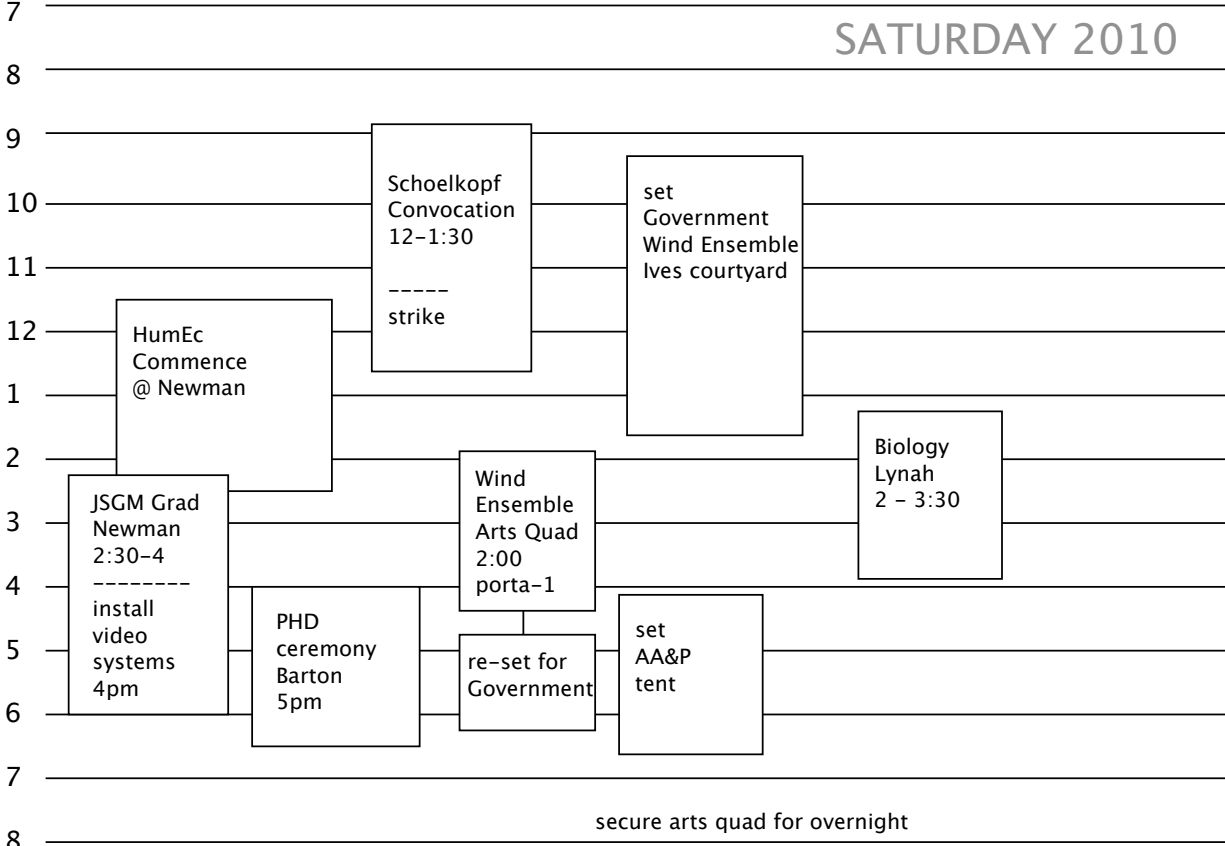 SATURDAY 2010
7
8
9
10
11
12
1
2
3
4
5
6
7
8
Schoelkopf
Convocation
12-1:30
-----
strike
set
Government
Wind Ensemble
Ives courtyard
HumEc
Commence
@ Newman
Biology
Lynah
2 - 3:30
JSGM Grad
Newman
2:30-4
--------
install
video
systems
4pm
Wind
Ensemble
Arts Quad
2:00
porta-1
PHD
ceremony
Barton
5pm
re-set for
Government
set
AA&P
tent
secure arts quad for overnight